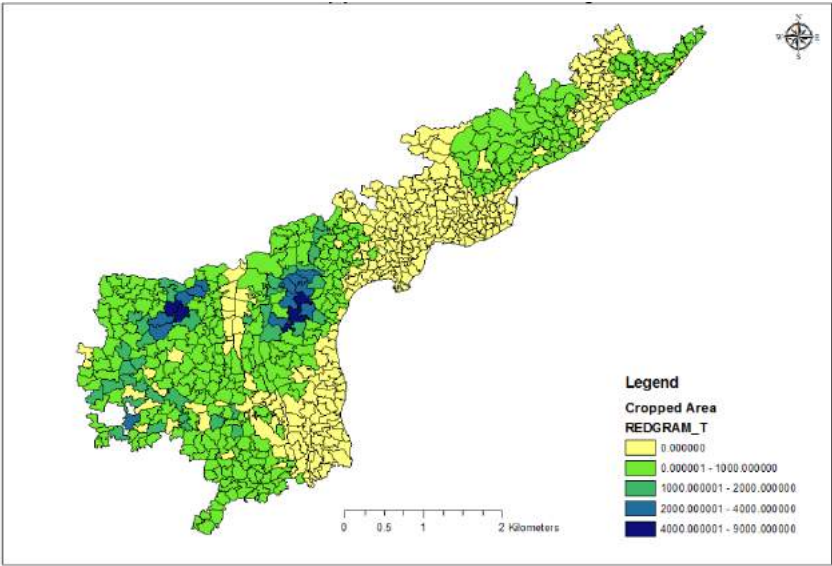 N
W E
S
Legend
Cropped Area
REDGRAM_T
0.000000
0.000001 - 1000.000000
1000.000001 - 2000.000000
2000.000001 - 4000.000000
4000.000001 - 9000.000000
0 0.5 1 2 Kilometers